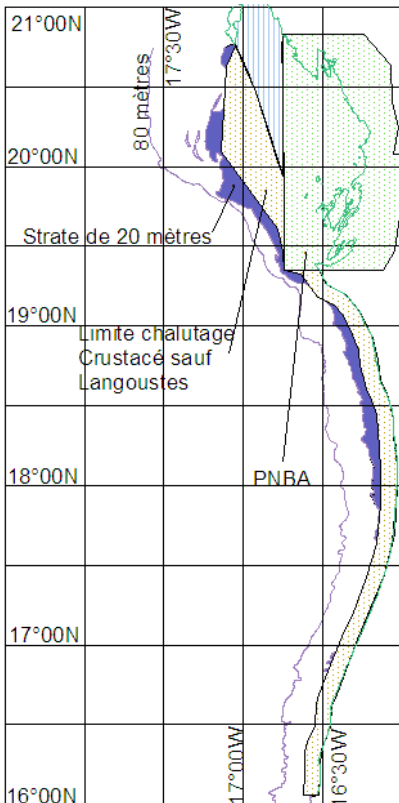 21°00N
17°30W
80 mètres
20°00N
Strate de 20 mètres
19°00N
Limite chalutage
Crustacé sauf
Langoustes
PNBA
18°00N
17°00N
17°00W
16°30W
16°00N